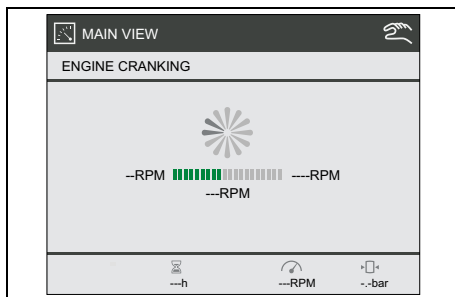 MAIN VIEW
ENGINE CRANKING
--RPM ----RPM
---RPM
---h ---RPM -.-bar